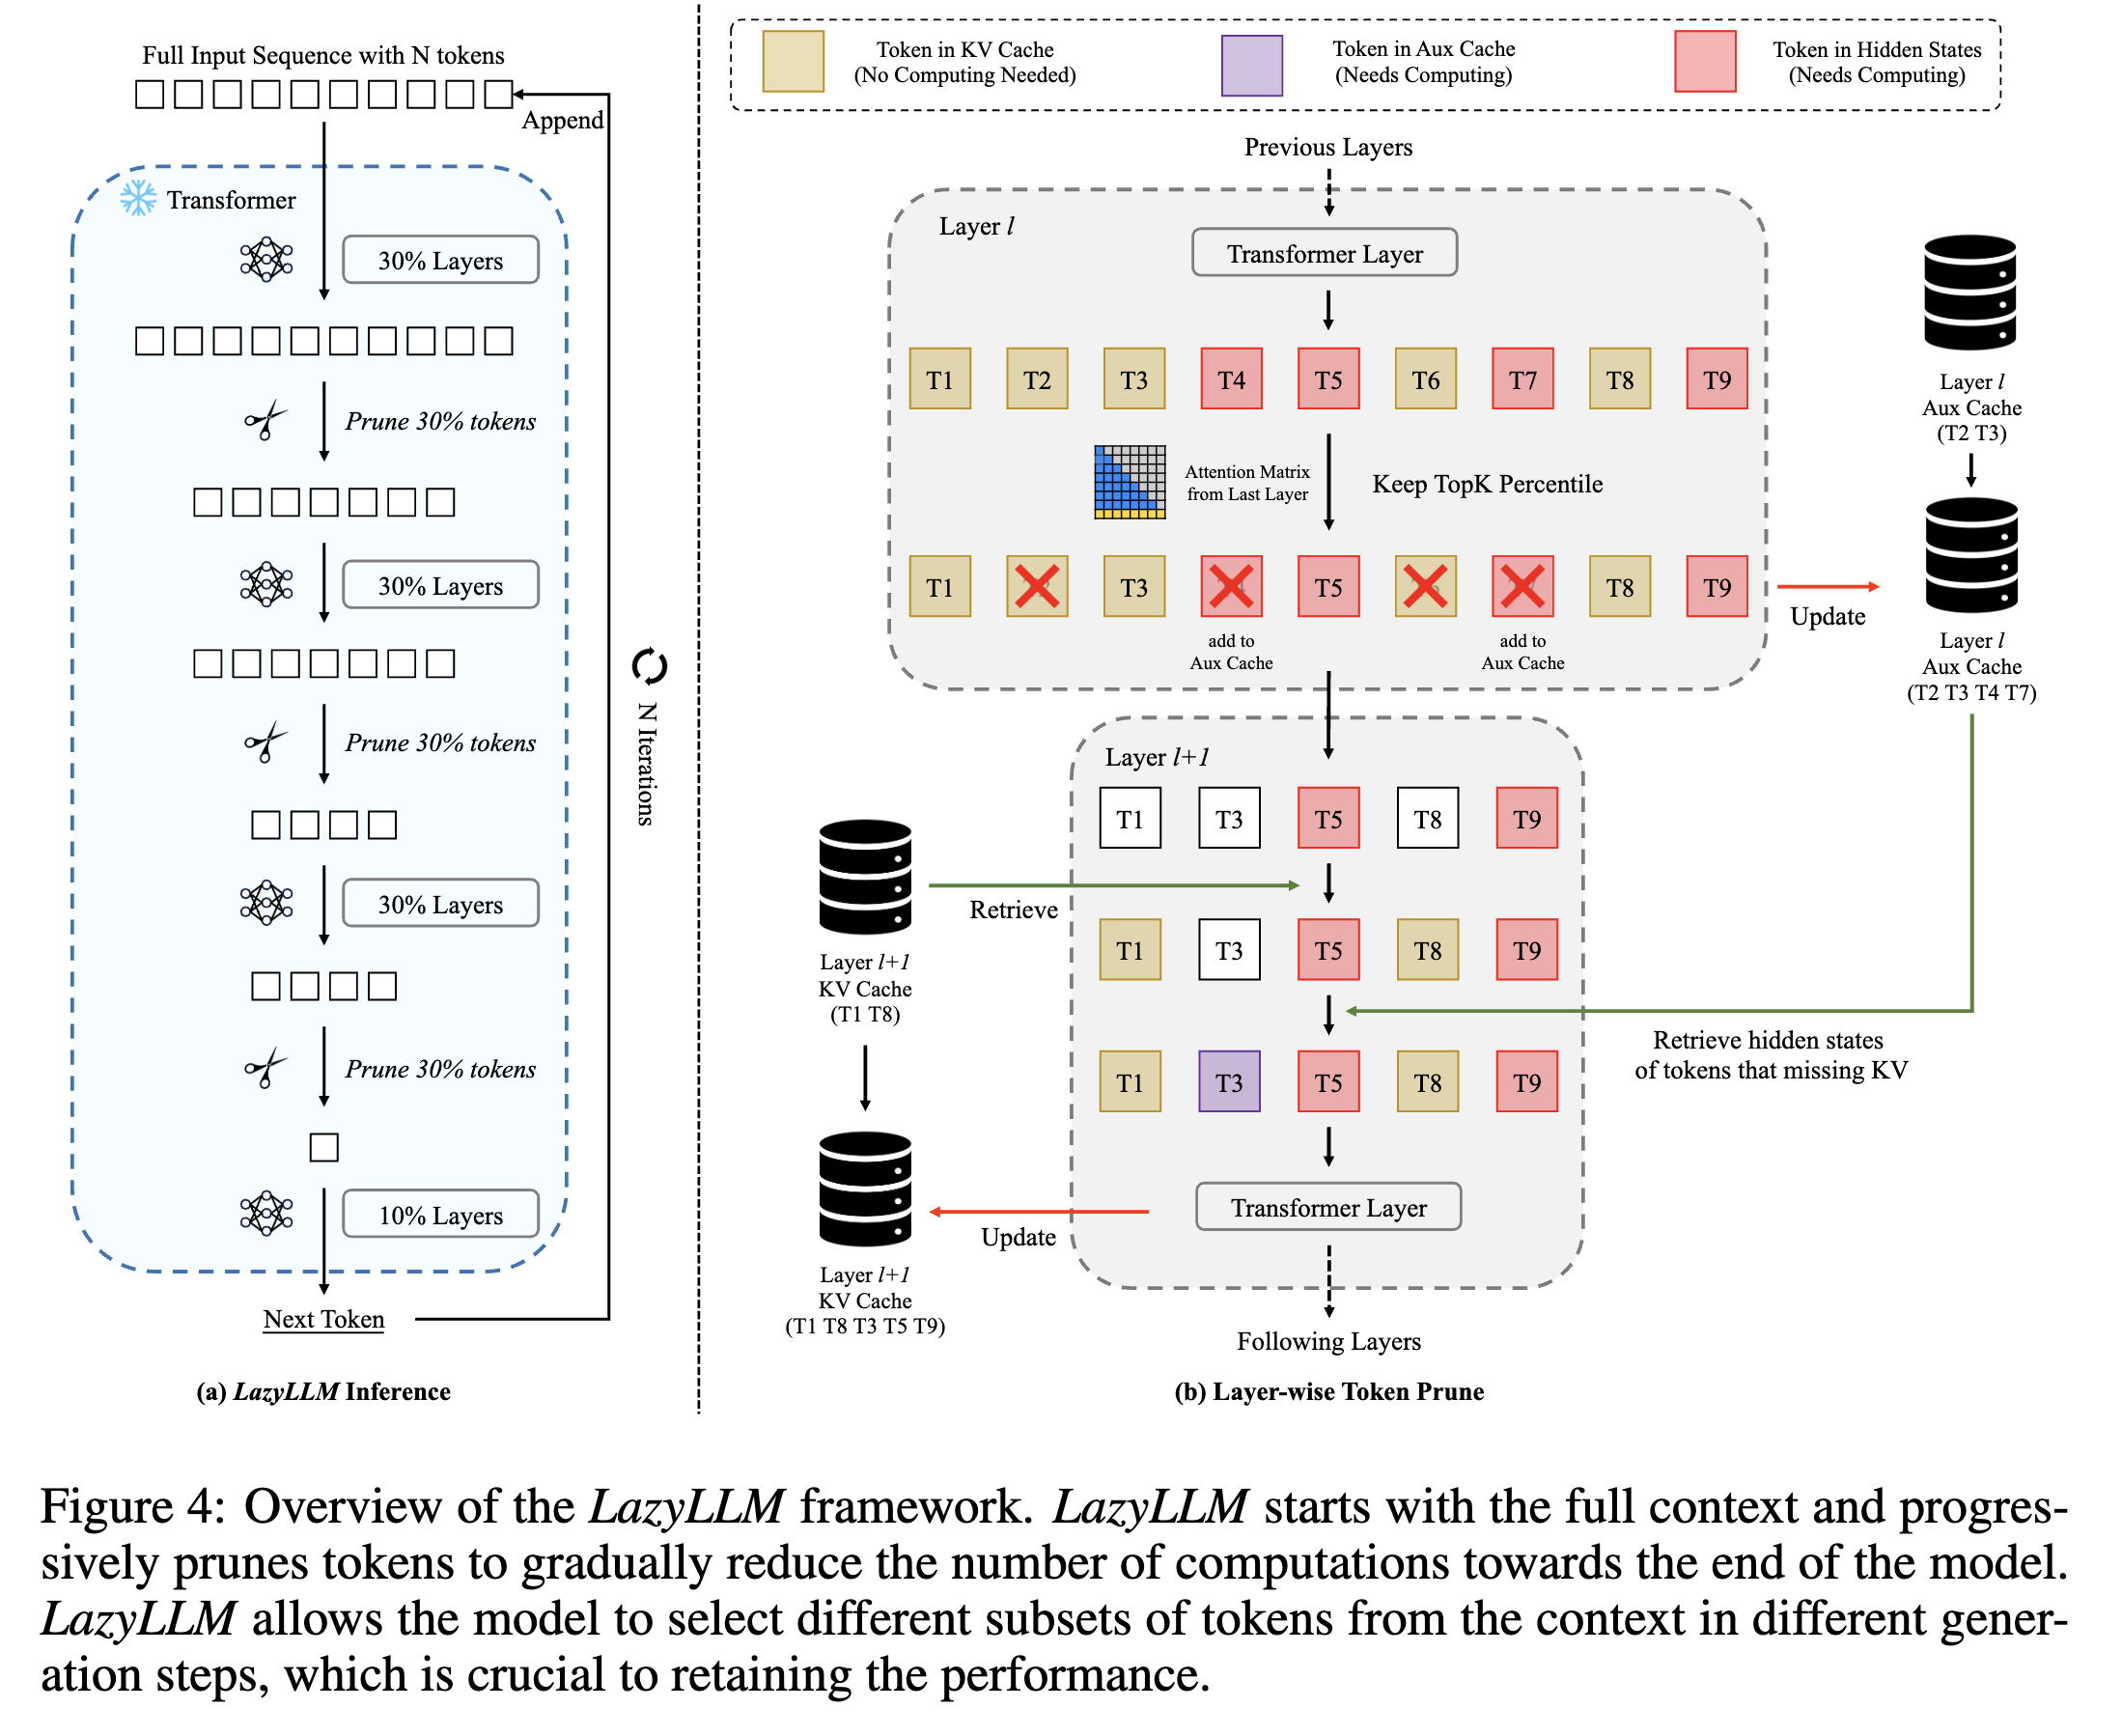 Full Input Sequence with N tokens
Append
Transformer
30% Layers
Prune 30% tokens
30% Layers
Prune 30% tokens
30% Layers
Prune 30% tokens
10% Layers
Next Token
N Iterations
(a) LazyLLM Inference
Token in KV Cache
(No Computing Needed)
Token in Aux Cache
(Needs Computing)
Token in Hidden States
(Needs Computing)
Previous Layers
Layer l
Transformer Layer
T1 T2 T3 T4 T5 T6 T7 T8 T9
Attention Matrix
from Last Layer
Keep TopK Percentile
T1 T3 T5 T8 T9
add to
Aux Cache
add to
Aux Cache
Layer l
Aux Cache
(T2 T3)
Update
Layer l
Aux Cache
(T2 T3 T4 T7)
Layer l+1
T1 T3 T5 T8 T9
Retrieve
Layer l+1
KV Cache
(T1 T8)
T1 T3 T5 T8 T9
Retrieve hidden states
of tokens that missing KV
T1 T3 T5 T8 T9
Transformer Layer
Update
Layer l+1
KV Cache
(T1 T8 T3 T5 T9)
Following Layers
(b) Layer-wise Token Prune
Figure 4: Overview of the LazyLLM framework. LazyLLM starts with the full context and progres-
sively prunes tokens to gradually reduce the number of computations towards the end of the model.
LazyLLM allows the model to select different subsets of tokens from the context in different gener-
ation steps, which is crucial to retaining the performance.